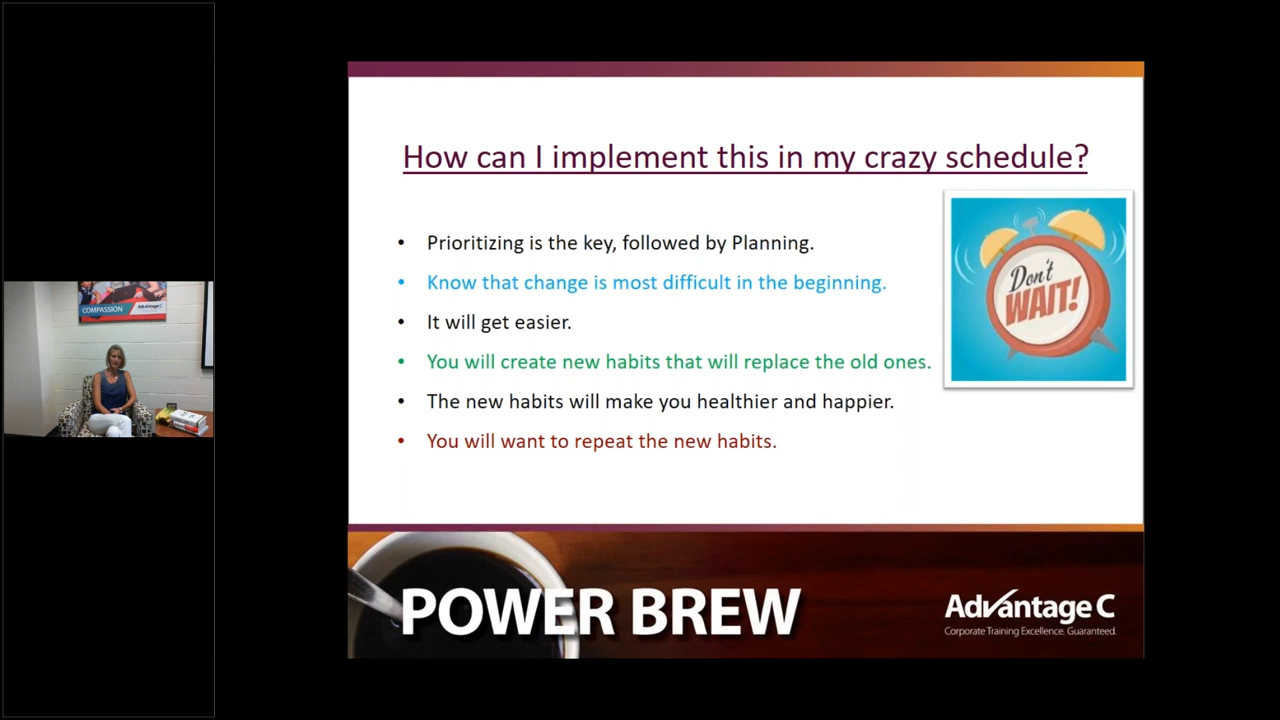 COMPASSION
Advantage C
How can I implement this in my crazy schedule?
• Prioritizing is the key, followed by Planning.
• Know that change is most difficult in the beginning.
• It will get easier.
• You will create new habits that will replace the old ones.
• The new habits will make you healthier and happier.
• You will want to repeat the new habits.
Don't
WAIT!
POWER BREW
Advantage C
Corporate Training Excellence. Guaranteed.